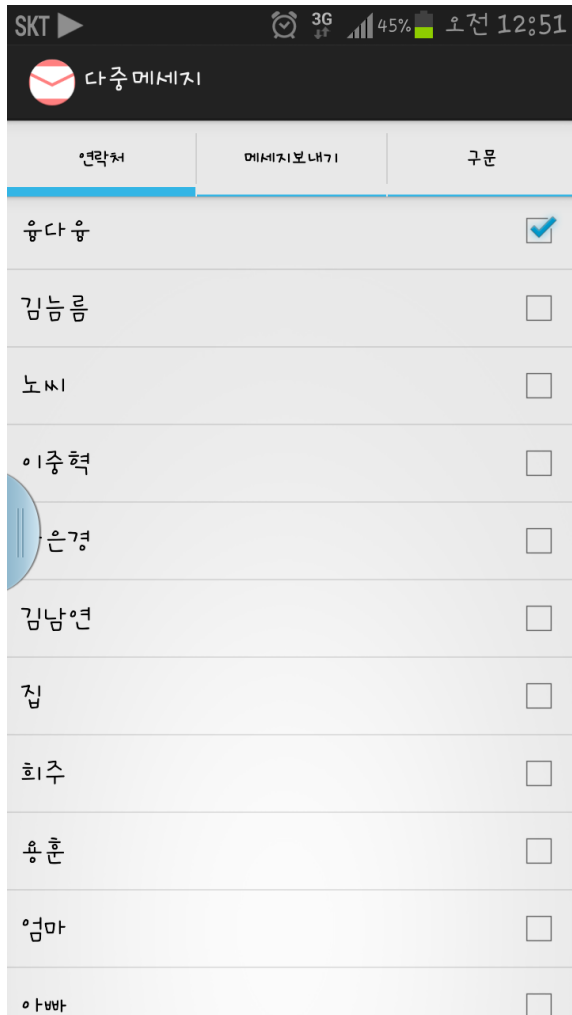 SKT 3G 45% 오전 12:51
다중메세지
연락처 메세지보내기 구문
융다융
김늠름
노씨
이중혁
은경
김남연
집
희주
용훈
엄마
아빠